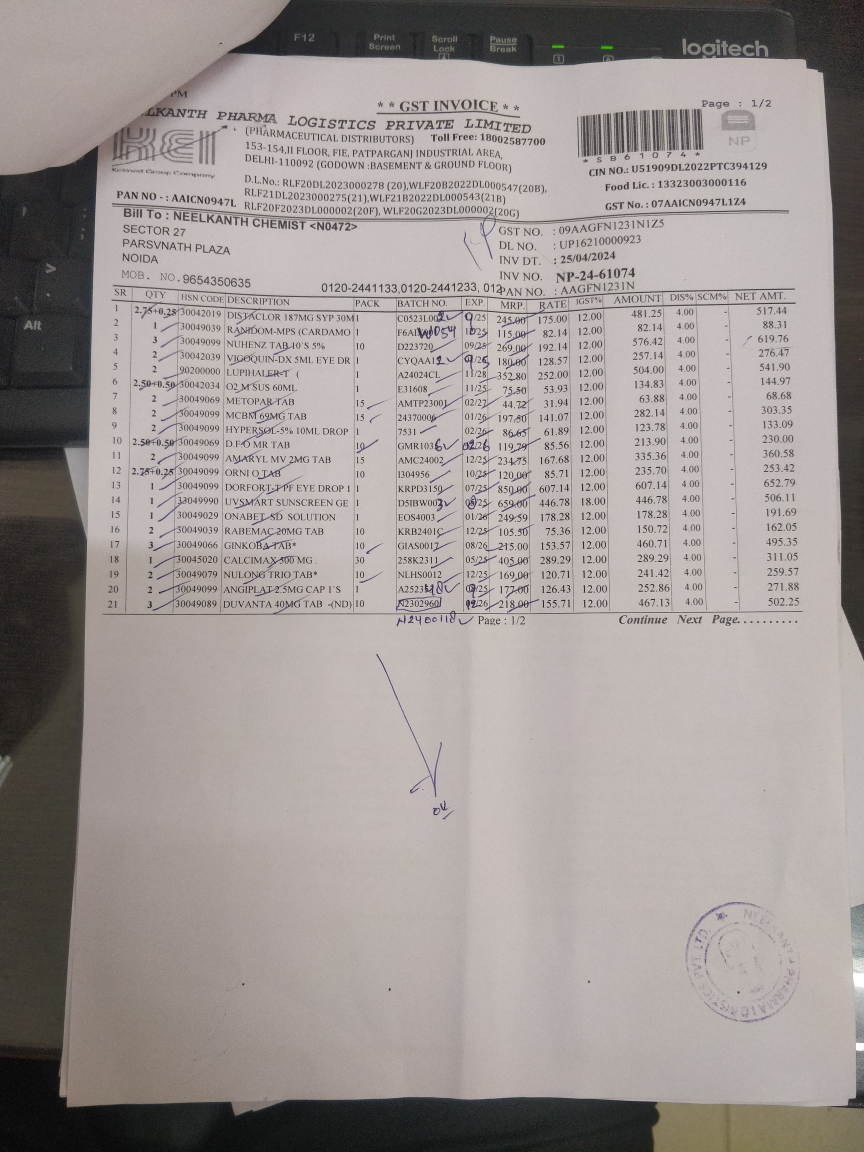 F12
Print Screen
Scroll Lock
Pause Break
logitech
Alt
PM
** GST INVOICE **
Page : 1/2
ELKANTH PHARMA LOGISTICS PRIVATE LIMITED
(PHARMACEUTICAL DISTRIBUTORS) Toll Free: 1802587700
153-154,II FLOOR, FIE, PATPARGANJ INDUSTRIAL AREA,
DELHI-110092 (GODOWN :BASEMENT & GROUND FLOOR)
KEI
Keimed Group Company
*SB61074*
NP
CIN NO.: U51909DL2022PTC394129
Food Lic. : 13323003000116
GST No. : 07AAICN0947L1Z4
D.L.No.: RLF20DL2023000278 (20),WLF20B2022DL000547(20B),
RLF21DL2023000275(21),WLF21B2022DL000543(21B)
RLF20F2023DL000002(20F), WLF20G2023DL000002(20G)
PAN NO - : AAICN0947L
Bill To : NEELKANTH CHEMIST <N0472>
SECTOR 27
PARSVNATH PLAZA
NOIDA
MOB. NO. 9654350635
0120-2441133,0120-2441233, 012
GST NO. : 09AAGFN1231N1Z5
DL NO. : UP16210000923
INV DT. : 25/04/2024
INV NO. NP-24-61074
PAN NO. : AAGFN1231N
SR QTY HSN CODE DESCRIPTION PACK BATCH NO. EXP. MRP. RATE IGST% AMOUNT DIS% SCM% NET AMT.
1 2.75+0.25 30042019 DISTACLOR 187MG SYP 30M 1 /25 245.00 175.00 12.00 481.25 4.00 - 517.44
2 1 30049039 RANIDOM-MPS (CARDAMO 1 W054 /25 115.00 82.14 12.00 82.14 4.00 - 88.31
3 3 30049099 NUHENZ TAB 10'S 5% 10 D223720 09/25 269.00 192.14 12.00 576.42 4.00 - 619.76
4 2 30042039 VIGOQUIN-DX 5ML EYE DR 1 /25 180.00 128.57 12.00 257.14 4.00 - 276.47
5 2 90200000 LUPIHALER-T ( 1 A24024CL 11/28 352.80 252.00 12.00 504.00 4.00 - 541.90
6 2.50+0.50 30042034 O2 M SUS 60ML 1 E31608 11/25 75.50 53.93 12.00 134.83 4.00 - 144.97
7 2 30049069 METOPAR TAB 15 AMTP23001 02/27 44.72 31.94 12.00 63.88 4.00 - 68.68
8 2 30049099 MCBM 69MG TAB 15 24370006 01/26 197.50 141.07 12.00 282.14 4.00 - 303.35
9 2 30049099 HYPERSOL-5% 10ML DROP 1 7531 02/26 86.65 61.89 12.00 123.78 4.00 - 133.09
10 2.50+0.50 30049069 D.F.O MR TAB 10 119.79 85.56 12.00 213.90 4.00 - 230.00
11 2 30049099 AMARYL MV 2MG TAB 15 AMC24002 12/25 234.75 167.68 12.00 335.36 4.00 - 360.58
12 2.75+0.25 30049099 ORNI O TAB 10 I304956 10/25 120.00 85.71 12.00 235.70 4.00 - 253.42
13 1 30049099 DORFORT-T PF EYE DROP 1 1 KRPD3150 07/25 850.00 607.14 12.00 607.14 4.00 - 652.79
14 1 33049990 UVSMART SUNSCREEN GE 1 /25 659.00 446.78 18.00 446.78 4.00 - 506.11
15 1 30049029 ONABET SD SOLUTION 1 EOS4003 01/26 249.59 178.28 12.00 178.28 4.00 - 191.69
16 2 30049039 RABEMAC 20MG TAB 10 KRB2401C 12/25 105.50 75.36 12.00 150.72 4.00 - 162.05
17 3 30049066 GINKOBA TAB* 10 GIAS0012 08/26 215.00 153.57 12.00 460.71 4.00 - 495.35
18 1 30045020 CALCIMAX 500 MG . 30 258K2311 05/25 405.00 289.29 12.00 289.29 4.00 - 311.05
19 2 30049079 NULONG TRIO TAB* 10 NLHS0012 12/25 169.00 120.71 12.00 241.42 4.00 - 259.57
20 2 30049099 ANGIPLAT 2.5MG CAP 1'S 1 /25 177.00 126.43 12.00 252.86 4.00 - 271.88
21 3 30049089 DUVANTA 40MG TAB -(ND) 10 N2302960 /26 218.00 155.71 12.00 467.13 4.00 - 502.25
N2400118
Page : 1/2
Continue Next Page..........
ok
NEELKANTH PHARMA LOGISTICS PVT. LTD.